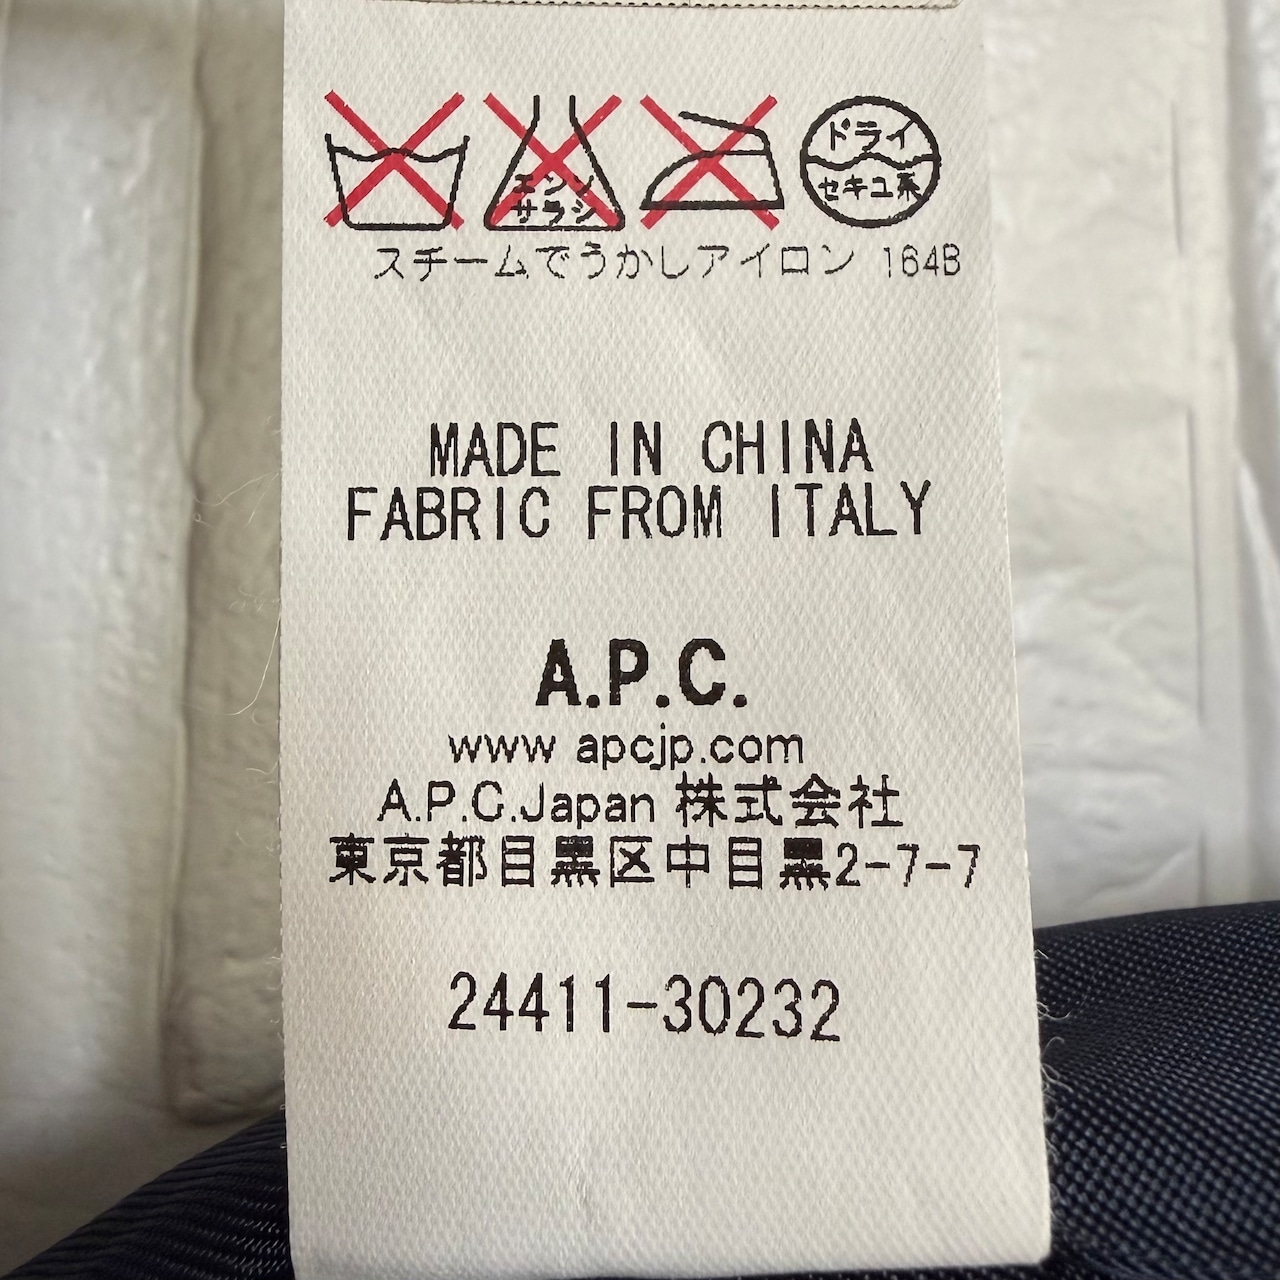 エンソ
サラシ
ドライ
セキユ系
スチームでうかしアイロン 164B
MADE IN CHINA
FABRIC FROM ITALY
A.P.C.
www apcjp.com
A.P.C.Japan 株式会社
東京都目黒区中目黒2-7-7
24411-30232